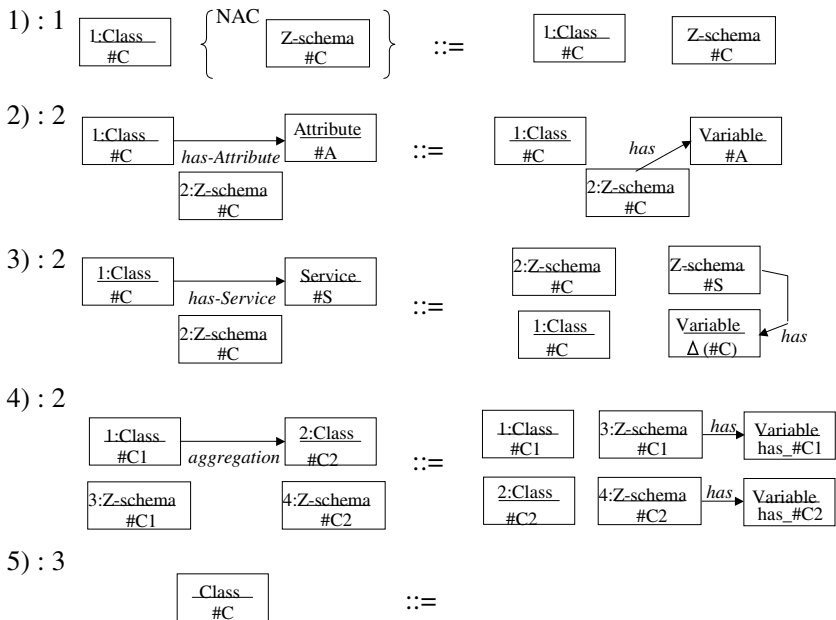 1) : 1
1:Class
#C
NAC
Z-schema
#C
::=
1:Class
#C
Z-schema
#C
2) : 2
1:Class
#C
has-Attribute
Attribute
#A
2:Z-schema
#C
::=
1:Class
#C
has
Variable
#A
2:Z-schema
#C
3) : 2
1:Class
#C
has-Service
Service
#S
2:Z-schema
#C
::=
2:Z-schema
#C
Z-schema
#S
1:Class
#C
Variable
Δ (#C)
has
4) : 2
1:Class
#C1
aggregation
2:Class
#C2
3:Z-schema
#C1
4:Z-schema
#C2
::=
1:Class
#C1
3:Z-schema
#C1
has
Variable
has_#C1
2:Class
#C2
4:Z-schema
#C2
has
Variable
has_#C2
5) : 3
Class
#C
::=